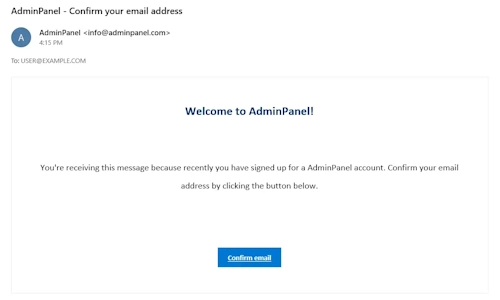 AdminPanel - Confirm your email address
A
AdminPanel <info@adminpanel.com>
4:15 PM
To: USER@EXAMPLE.COM
Welcome to AdminPanel!
You're receiving this message because recently you have signed up for a AdminPanel account. Confirm your email
address by clicking the button below.
Confirm email